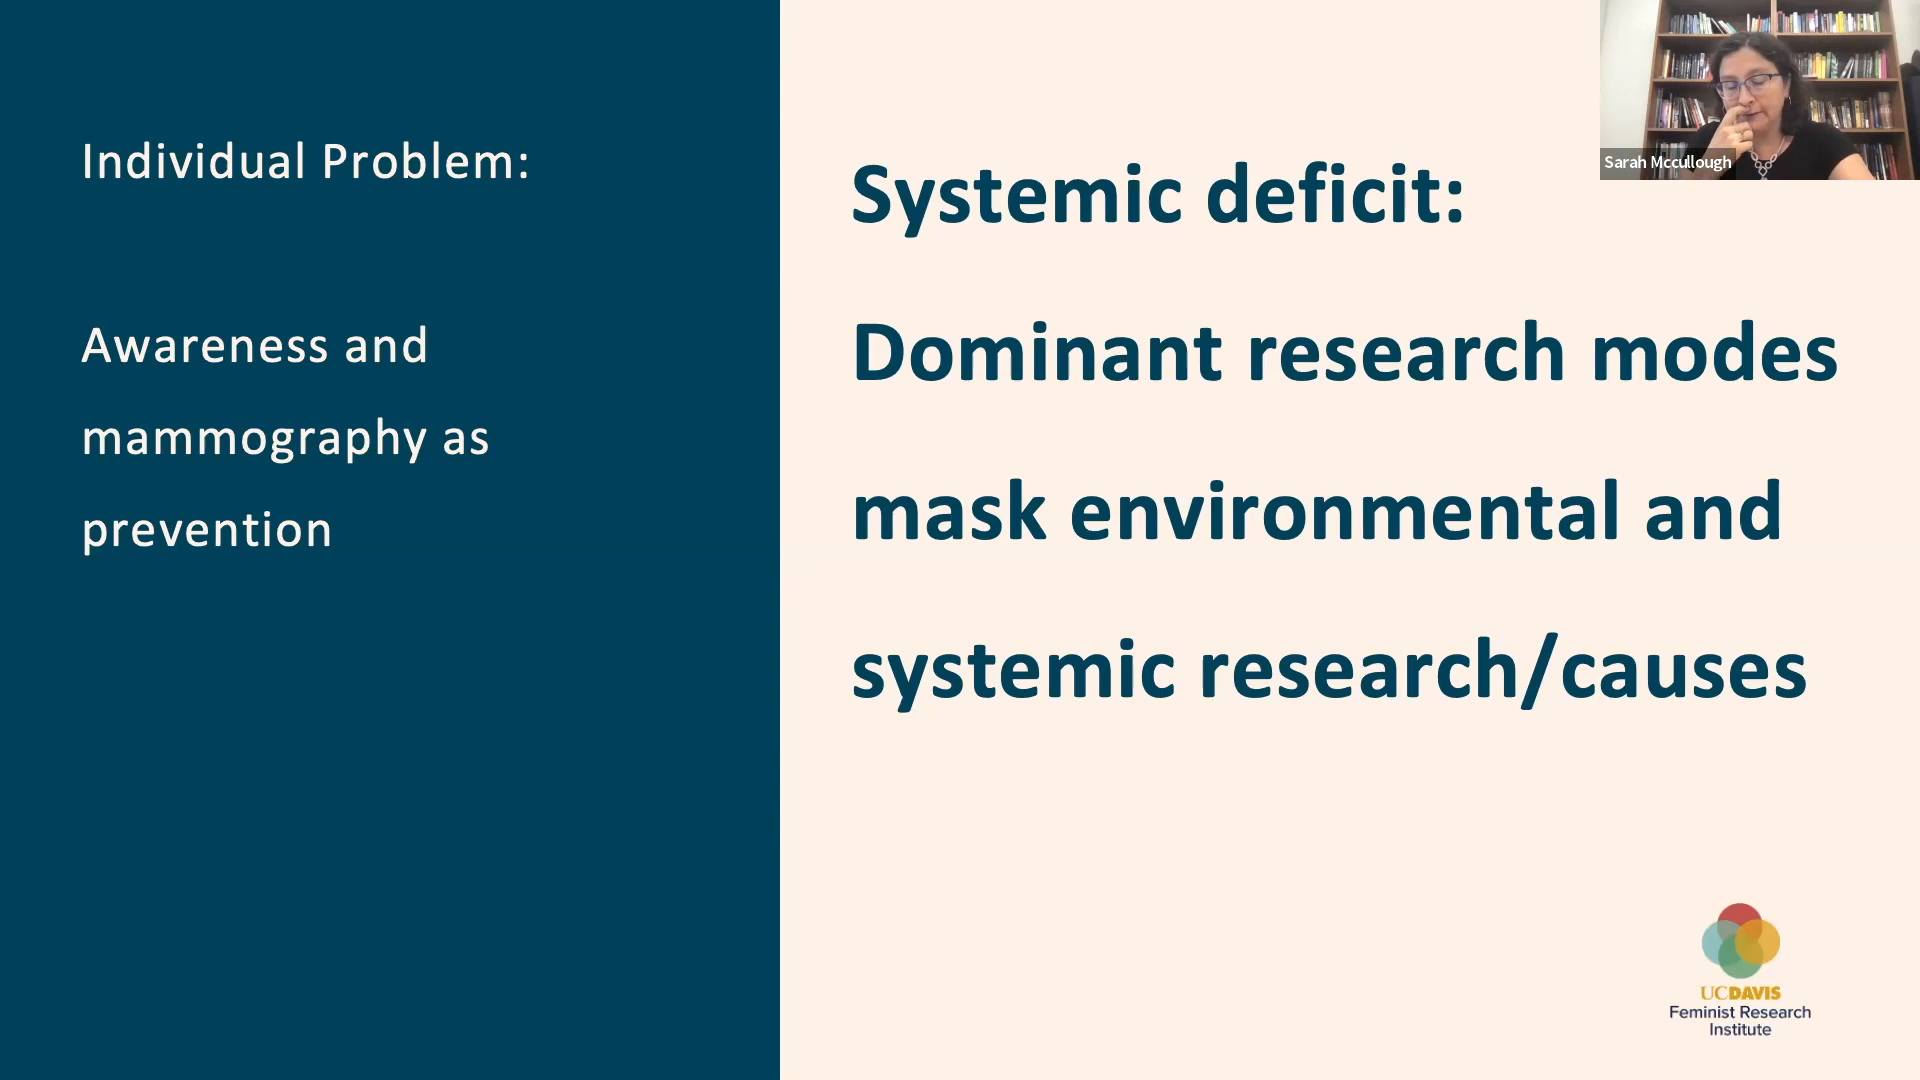 Individual Problem:
Awareness and
mammography as
prevention
Systemic deficit:
Dominant research modes
mask environmental and
systemic research/causes
Sarah Mccullough
UCDAVIS
Feminist Research
Institute